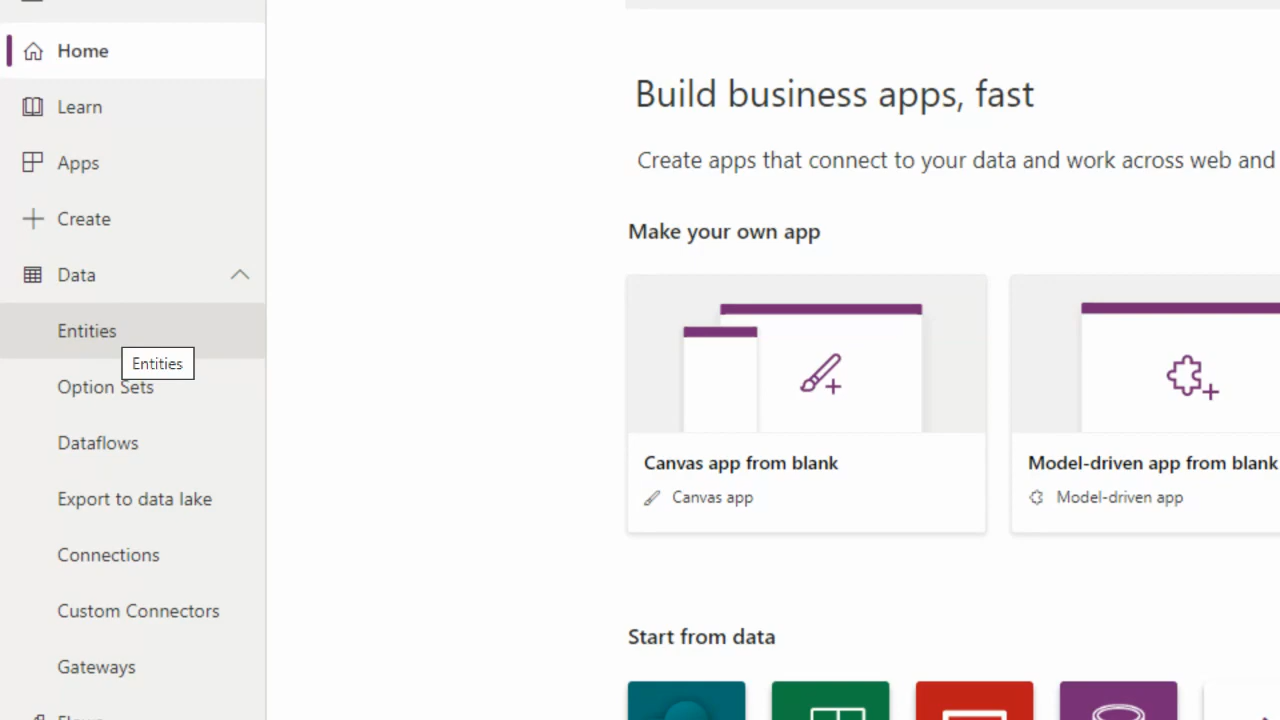 Home
Learn
Apps
Create
Data
Entities
Entities
Option Sets
Dataflows
Export to data lake
Connections
Custom Connectors
Gateways
Build business apps, fast
Create apps that connect to your data and work across web and
Make your own app
Canvas app from blank
Canvas app
Model-driven app from blank
Model-driven app
Start from data